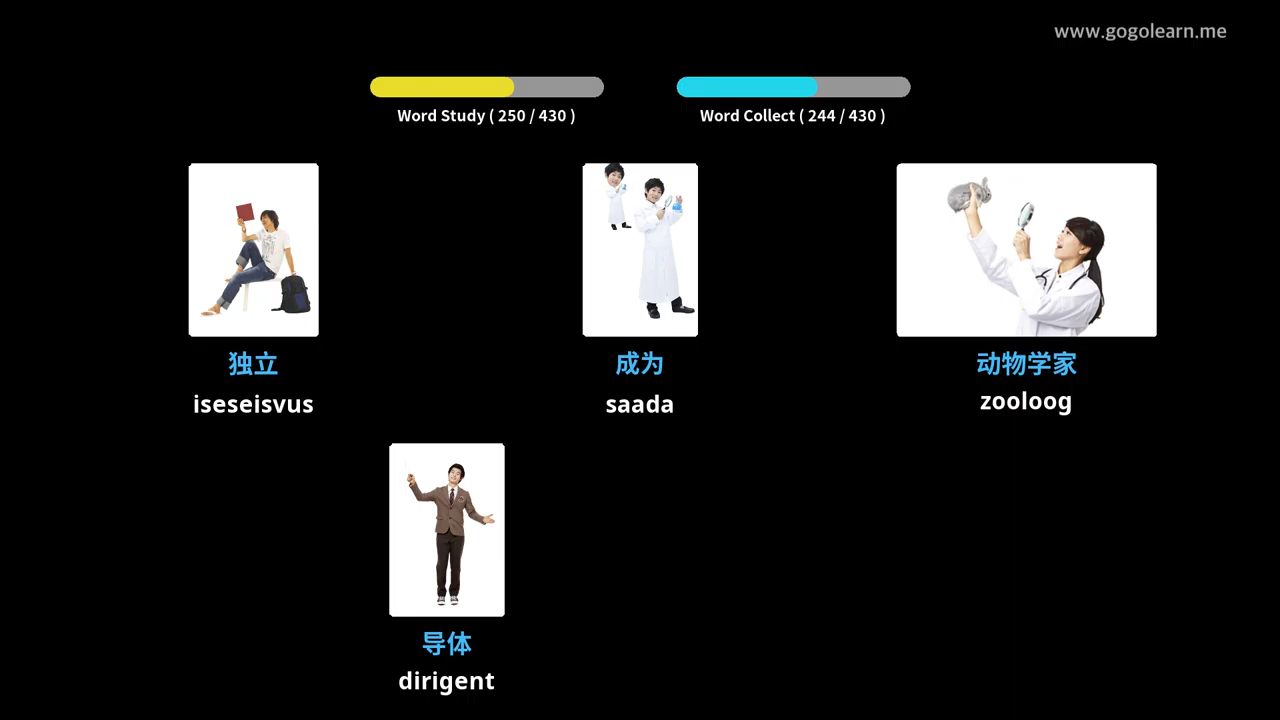 www.gogolearn.me
Word Study ( 250 / 430 )
Word Collect ( 244 / 430 )
独立
iseseisvus
成为
saada
动物学家
zooloog
导体
dirigent